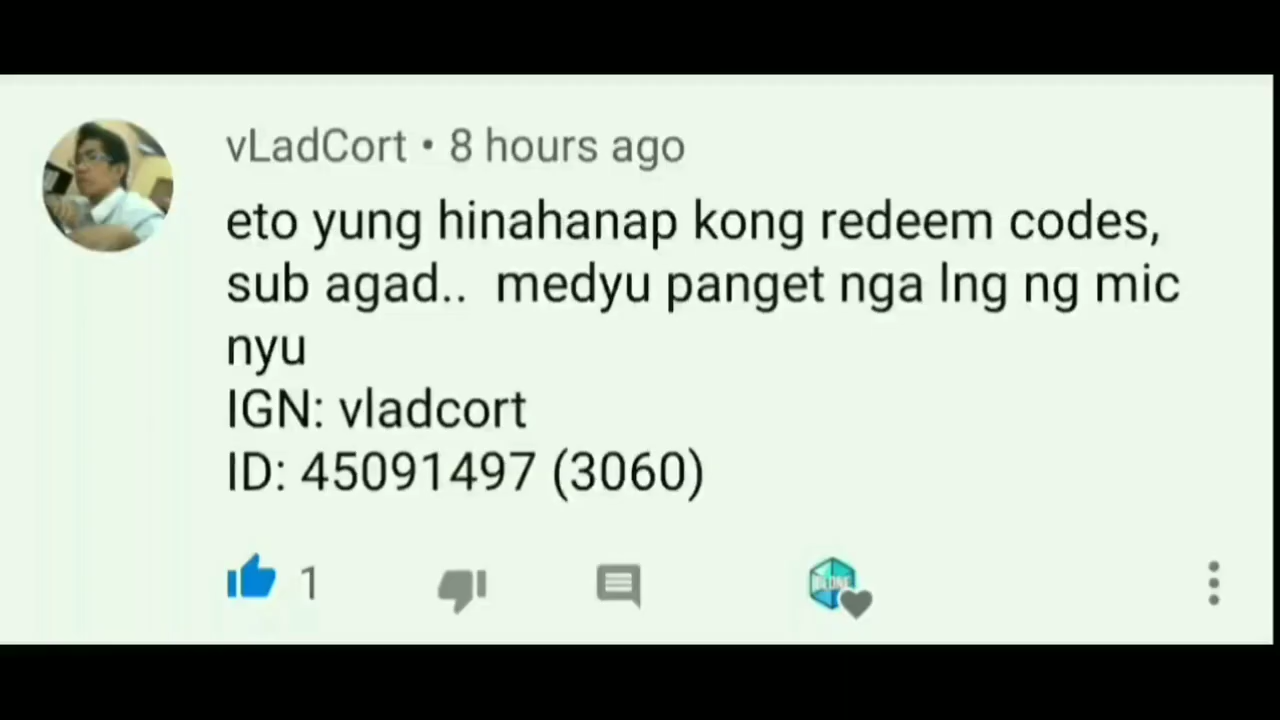 vLadCort • 8 hours ago
eto yung hinahanap kong redeem codes,
sub agad..  medyu panget nga lng ng mic
nyu
IGN: vladcort
ID: 45091497 (3060)
1